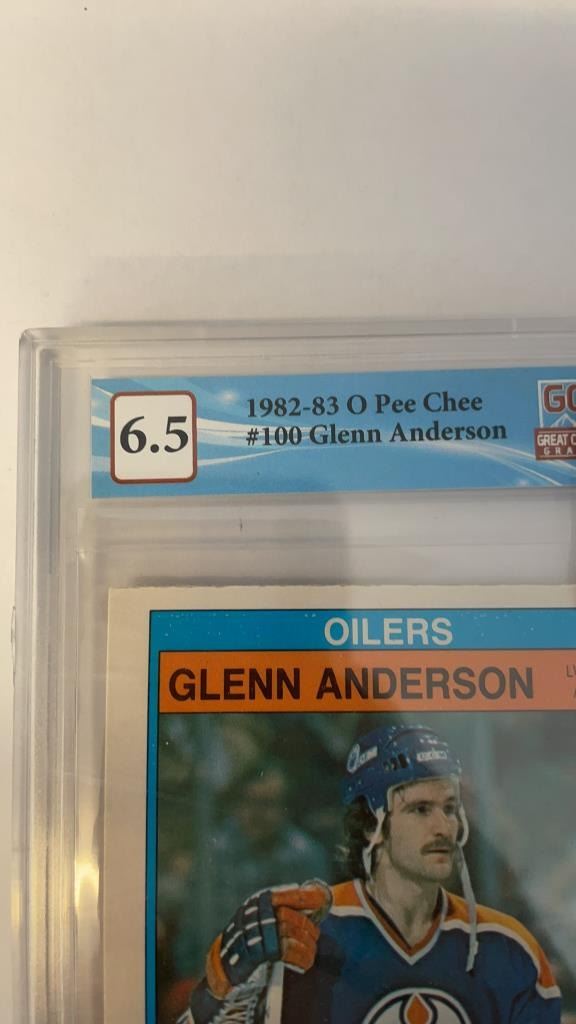 6.5
1982-83 O Pee Chee
#100 Glenn Anderson
GREAT
OILERS
GLENN ANDERSON